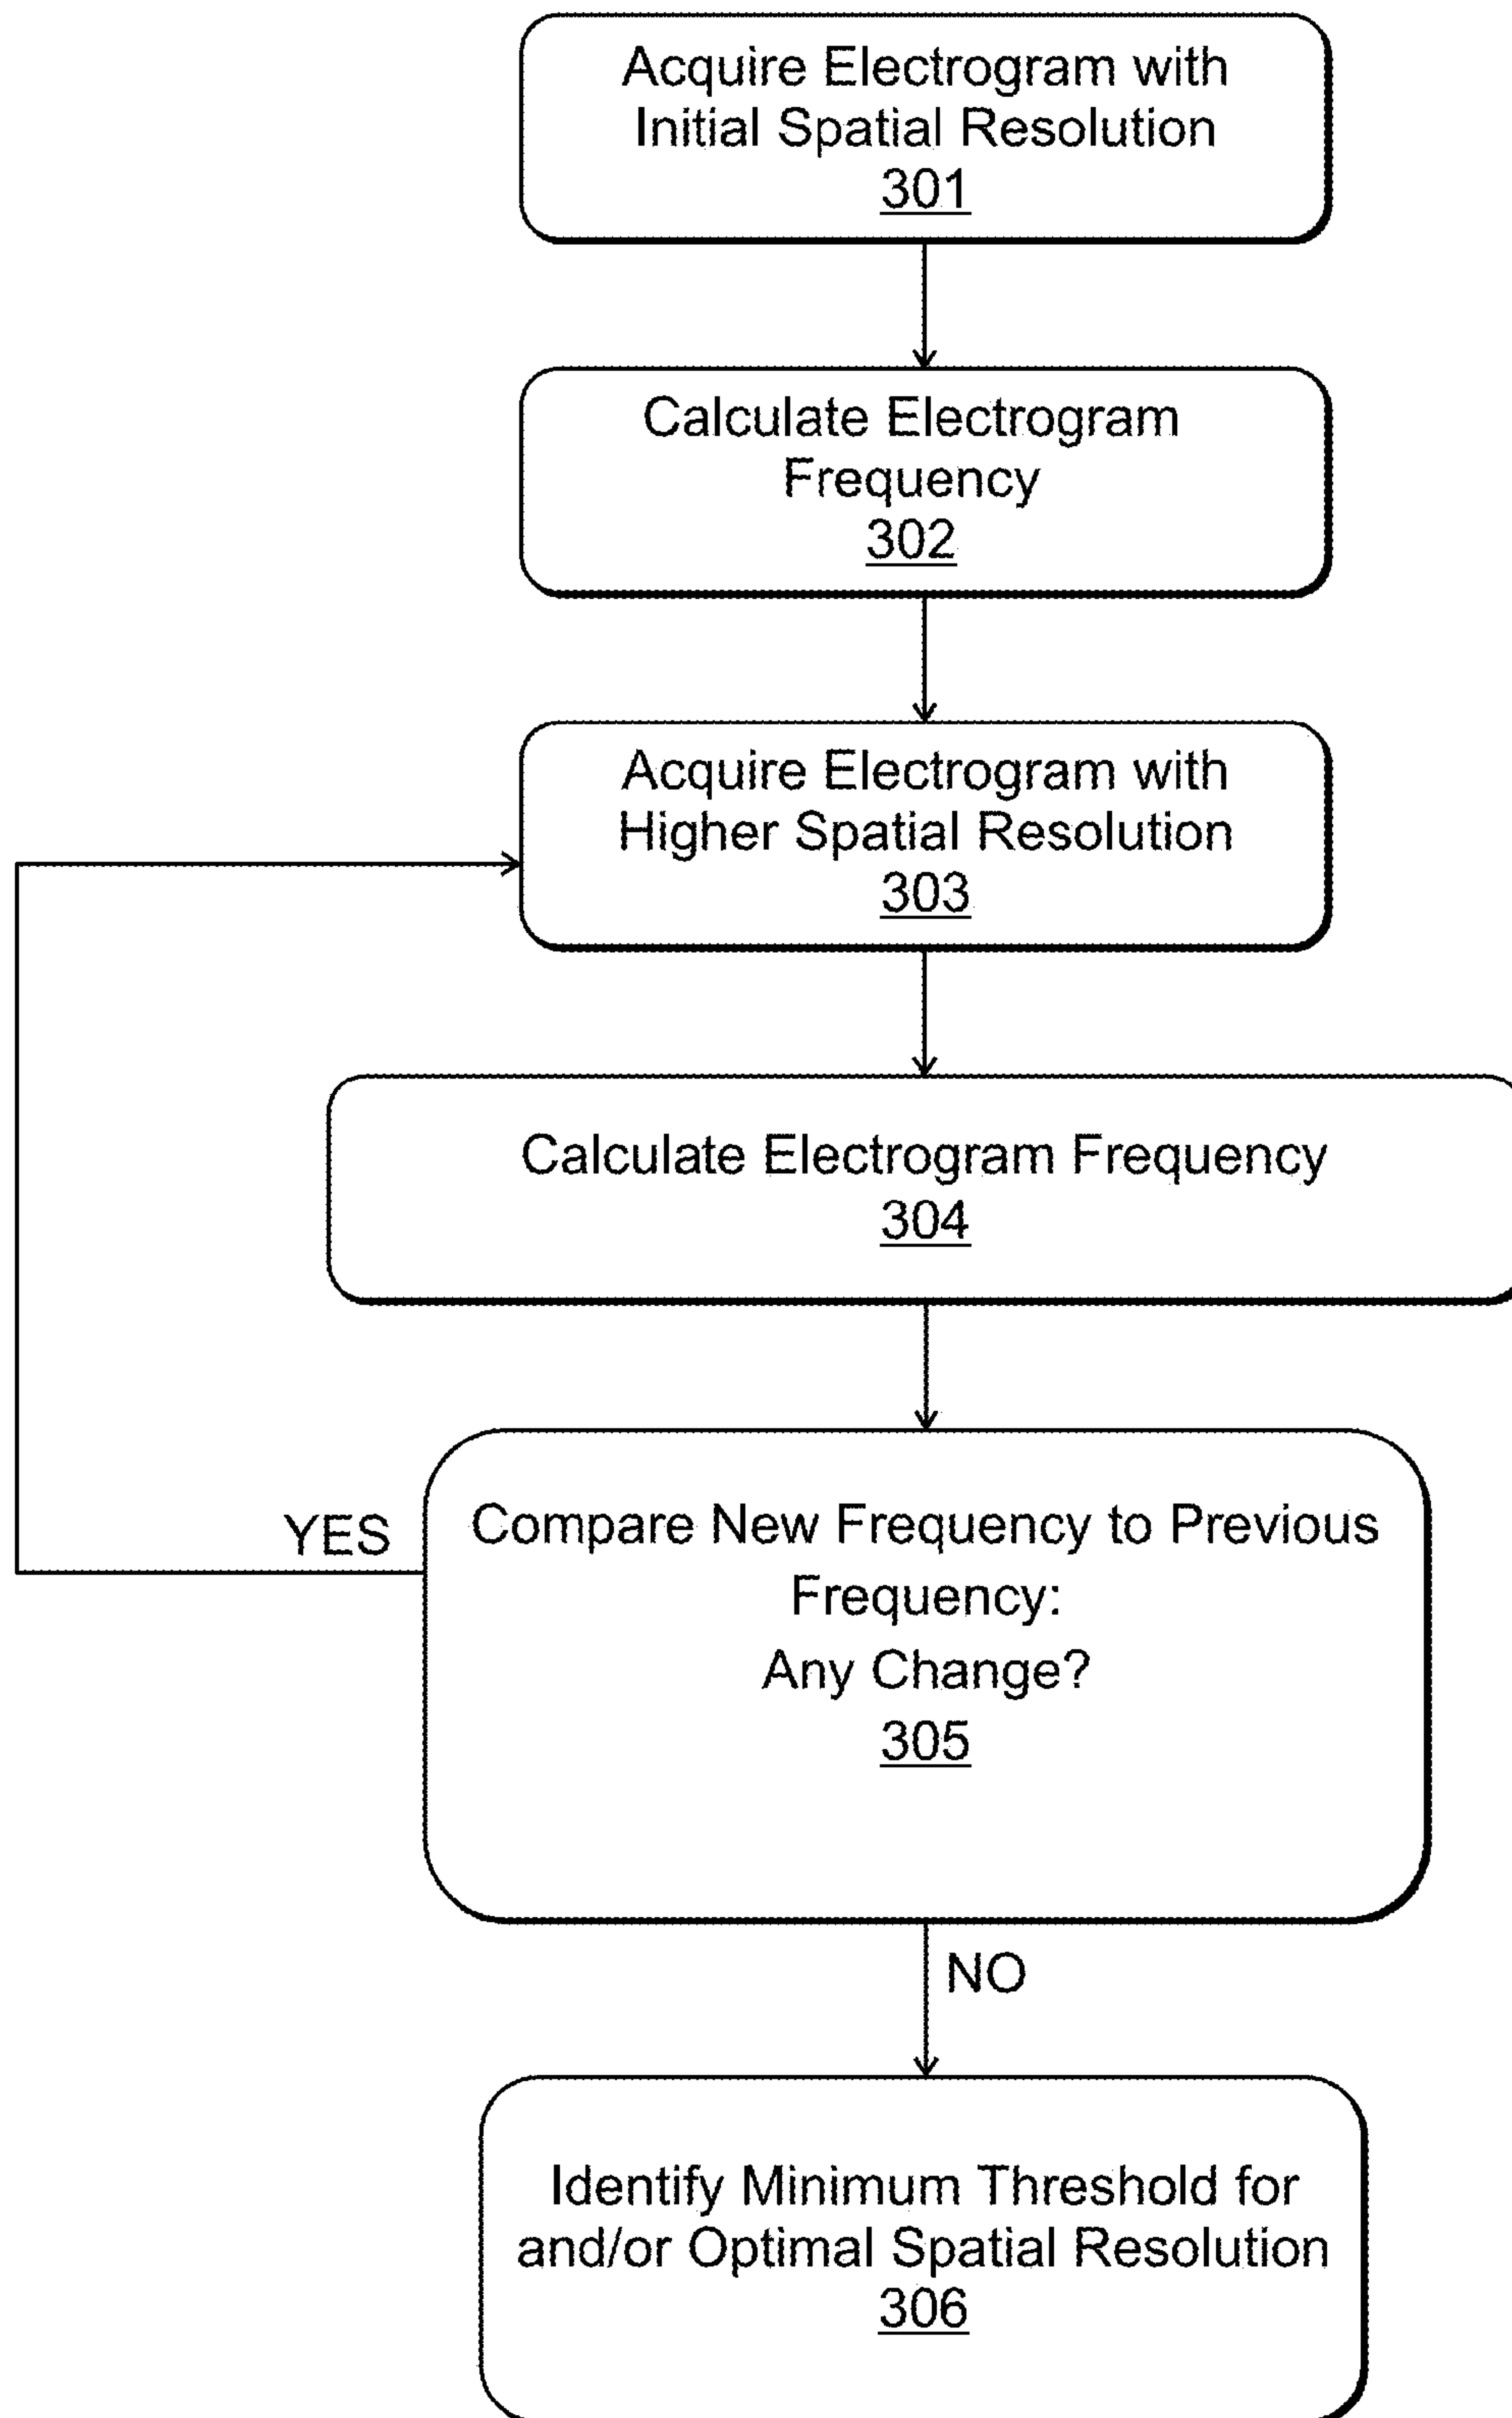 Acquire Electrogram with
Initial Spatial Resolution
301
Calculate Electrogram
Frequency
302
Acquire Electrogram with
Higher Spatial Resolution
303
Calculate Electrogram Frequency
304
YES
Compare New Frequency to Previous
Frequency:
Any Change?
305
NO
Identify Minimum Threshold for
and/or Optimal Spatial Resolution
306